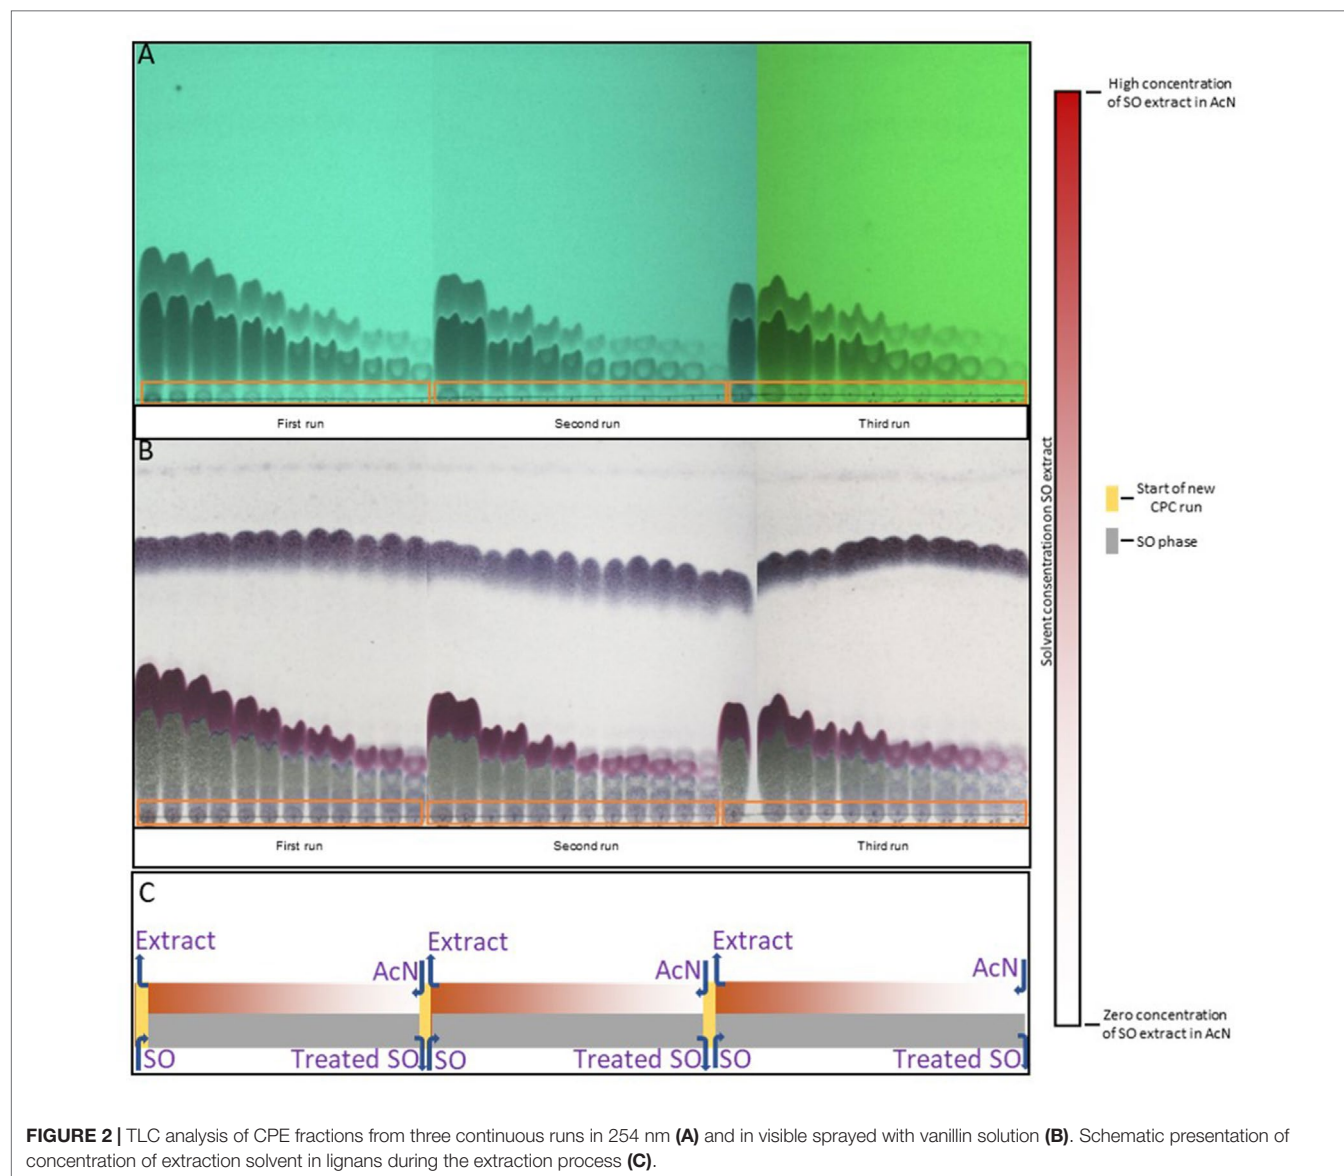 A
High concentration
of SO extract in AcN
First run
Second run
Third run
B
Solvent consentration on SO extract
Start of new
CPC run
SO phase
First run
Second run
Third run
C
Extract
AcN
Extract
AcN
Extract
AcN
SO
Treated SO
SO
Treated SO
SO
Treated SO
Zero concentration
of SO extract in AcN
FIGURE 2 | TLC analysis of CPE fractions from three continuous runs in 254 nm (A) and in visible sprayed with vanillin solution (B). Schematic presentation of
concentration of extraction solvent in lignans during the extraction process (C).